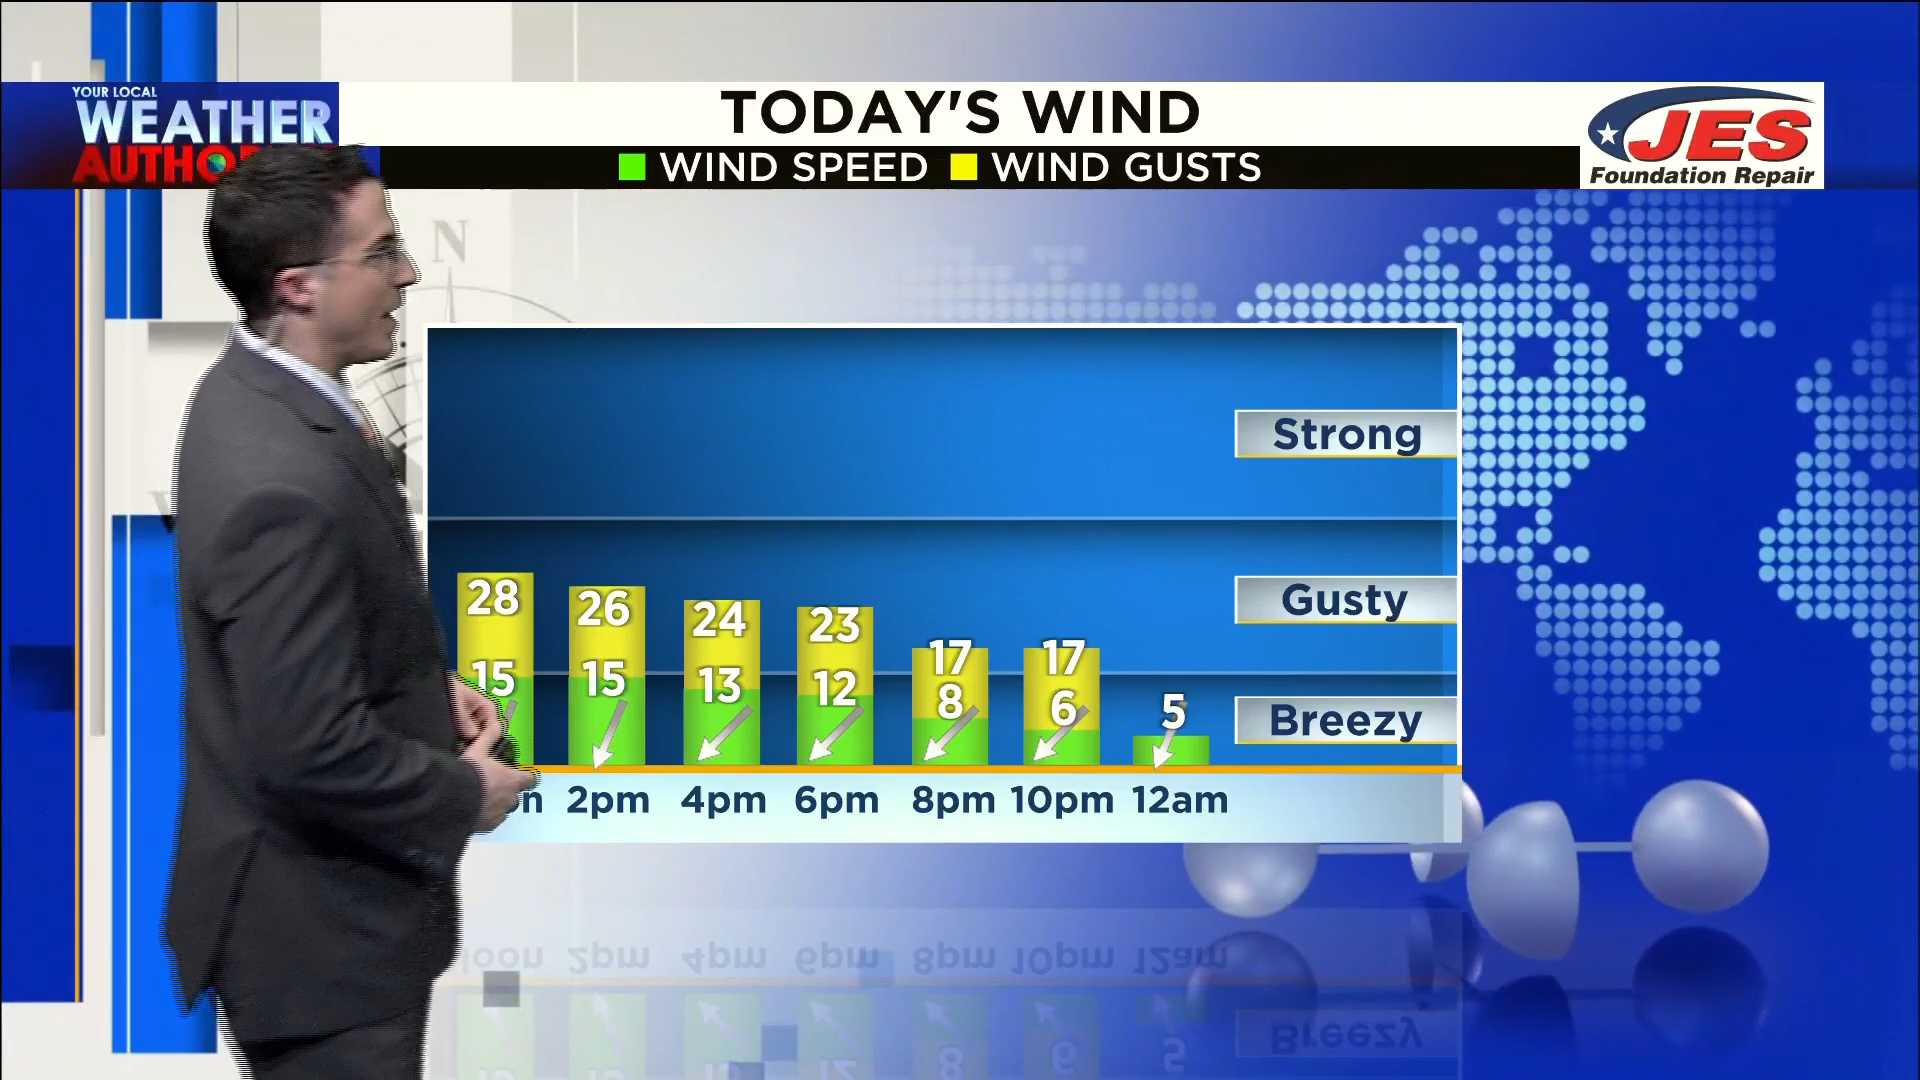 YOUR LOCAL
WEATHER
TODAY'S WIND
WIND SPEED WIND GUSTS
JES
Foundation Repair
N
Strong
Gusty
Breezy
28 26 24 23 17 17
15 15 13 12 8 6 5
2pm 4pm 6pm 8pm 10pm 12am